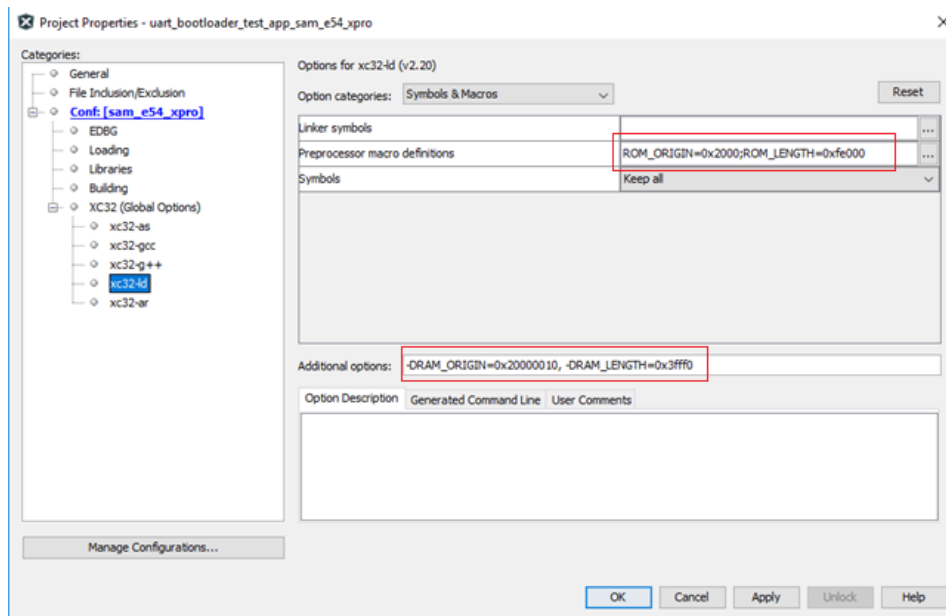 Project Properties - uart_bootloader_test_app_sam_e54_xpro
Categories:
General
File Inclusion/Exclusion
Conf: [sam_e54_xpro]
EDBG
Loading
Libraries
Building
XC32 (Global Options)
xc32-as
xc32-gcc
xc32-g++
xc32-ld
xc32-ar
Manage Configurations...
Options for xc32-ld (v2.20)
Option categories: Symbols & Macros Reset
Linker symbols ...
Preprocessor macro definitions ROM_ORIGIN=0x2000;ROM_LENGTH=0xfe000 ...
Symbols Keep all
Additional options: -DRAM_ORIGIN=0x20000010, -DRAM_LENGTH=0x3fff0
Option Description Generated Command Line User Comments
OK Cancel Apply Unlock Help